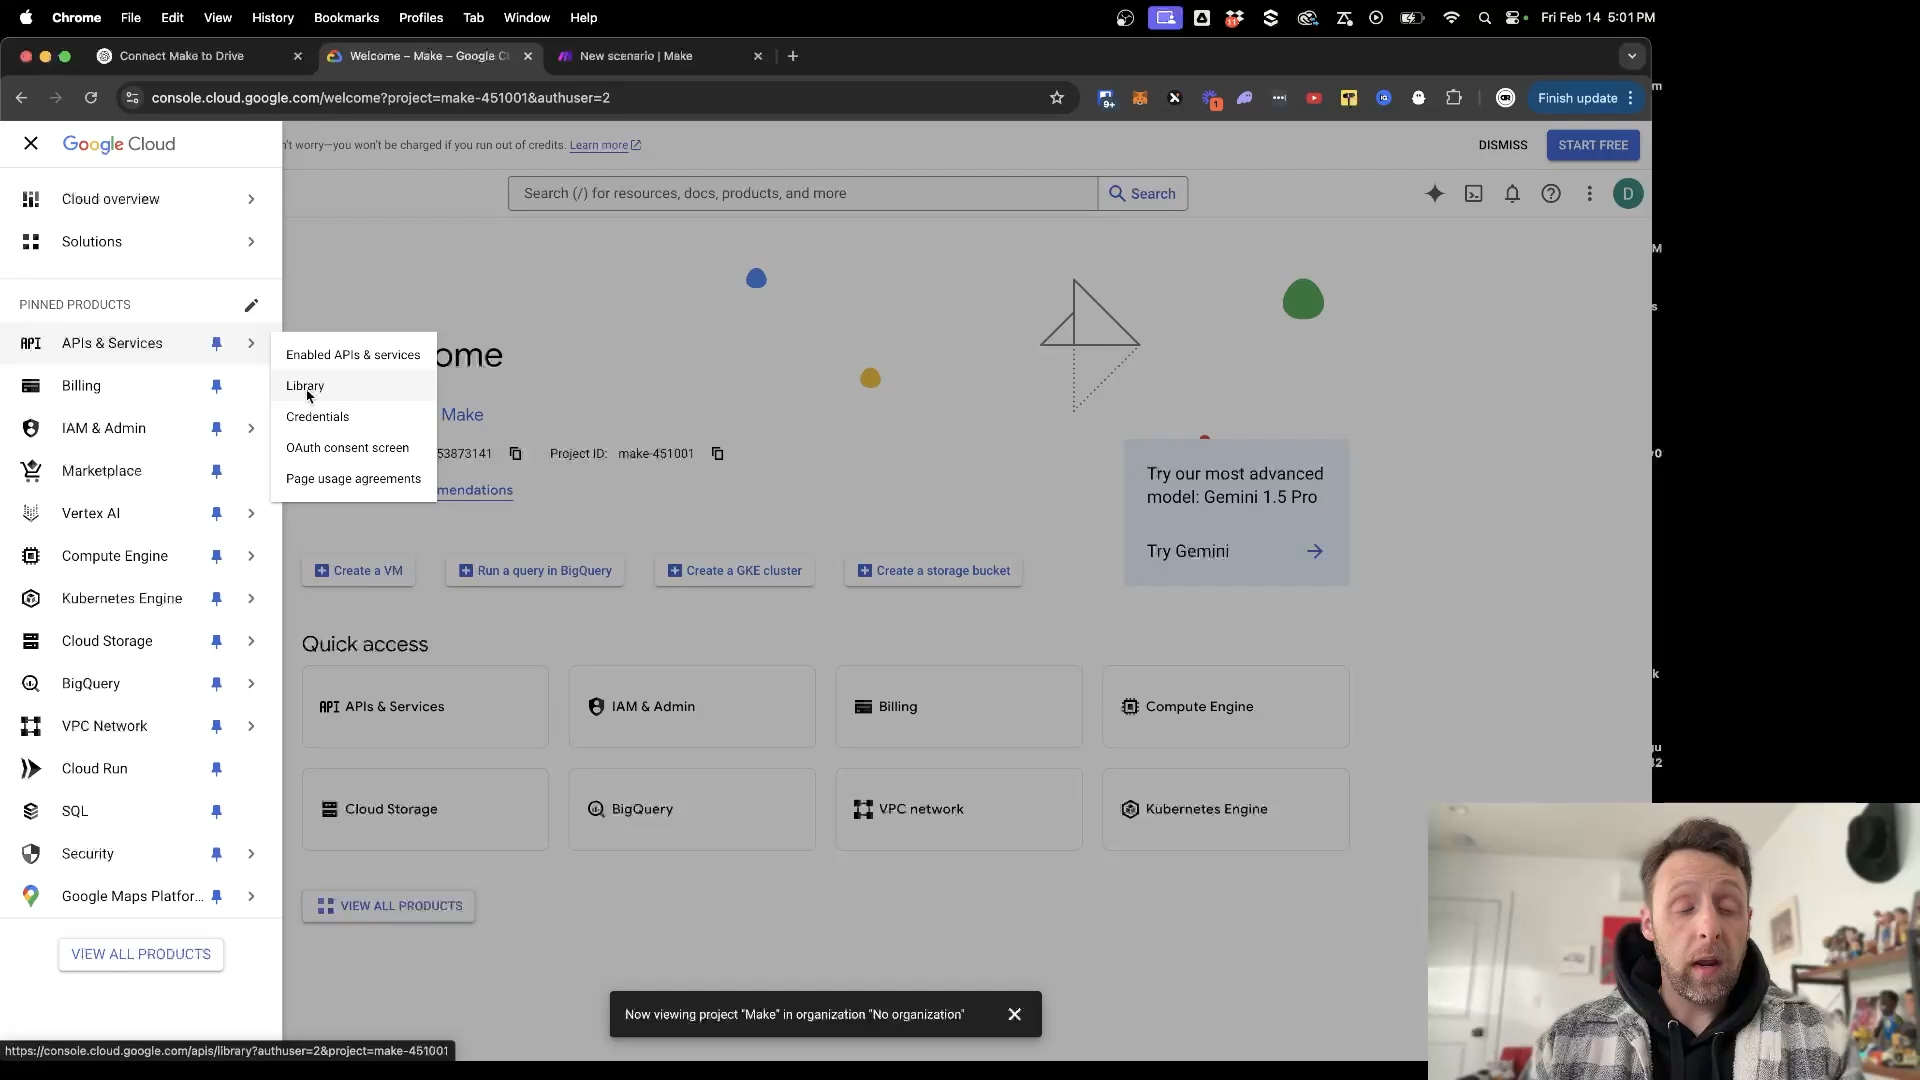 Chrome File Edit View History Bookmarks Profiles Tab Window Help
11
Fri Feb 14 5:01 PM
Connect Make to Drive
Welcome – Make – Google Cl
New scenario | Make
console.cloud.google.com/welcome?project=make-451001&authuser=2
9+
1
Finish update
Google Cloud
't worry—you won't be charged if you run out of credits. Learn more
DISMISS
START FREE
Cloud overview
Solutions
Search (/) for resources, docs, products, and more
Search
D
PINNED PRODUCTS
API APIs & Services
Billing
IAM & Admin
Marketplace
Vertex AI
Compute Engine
Kubernetes Engine
Cloud Storage
BigQuery
VPC Network
Cloud Run
SQL
Security
Google Maps Platfor...
VIEW ALL PRODUCTS
Enabled APIs & services
Library
Credentials
OAuth consent screen
Page usage agreements
ome
Make
53873141
Project ID: make-451001
mendations
Try our most advanced
model: Gemini 1.5 Pro
Try Gemini
Create a VM
Run a query in BigQuery
Create a GKE cluster
Create a storage bucket
Quick access
API APIs & Services
IAM & Admin
Billing
Compute Engine
Cloud Storage
BigQuery
VPC network
Kubernetes Engine
VIEW ALL PRODUCTS
Now viewing project "Make" in organization "No organization"
https://console.cloud.google.com/apis/library?authuser=2&project=make-451001